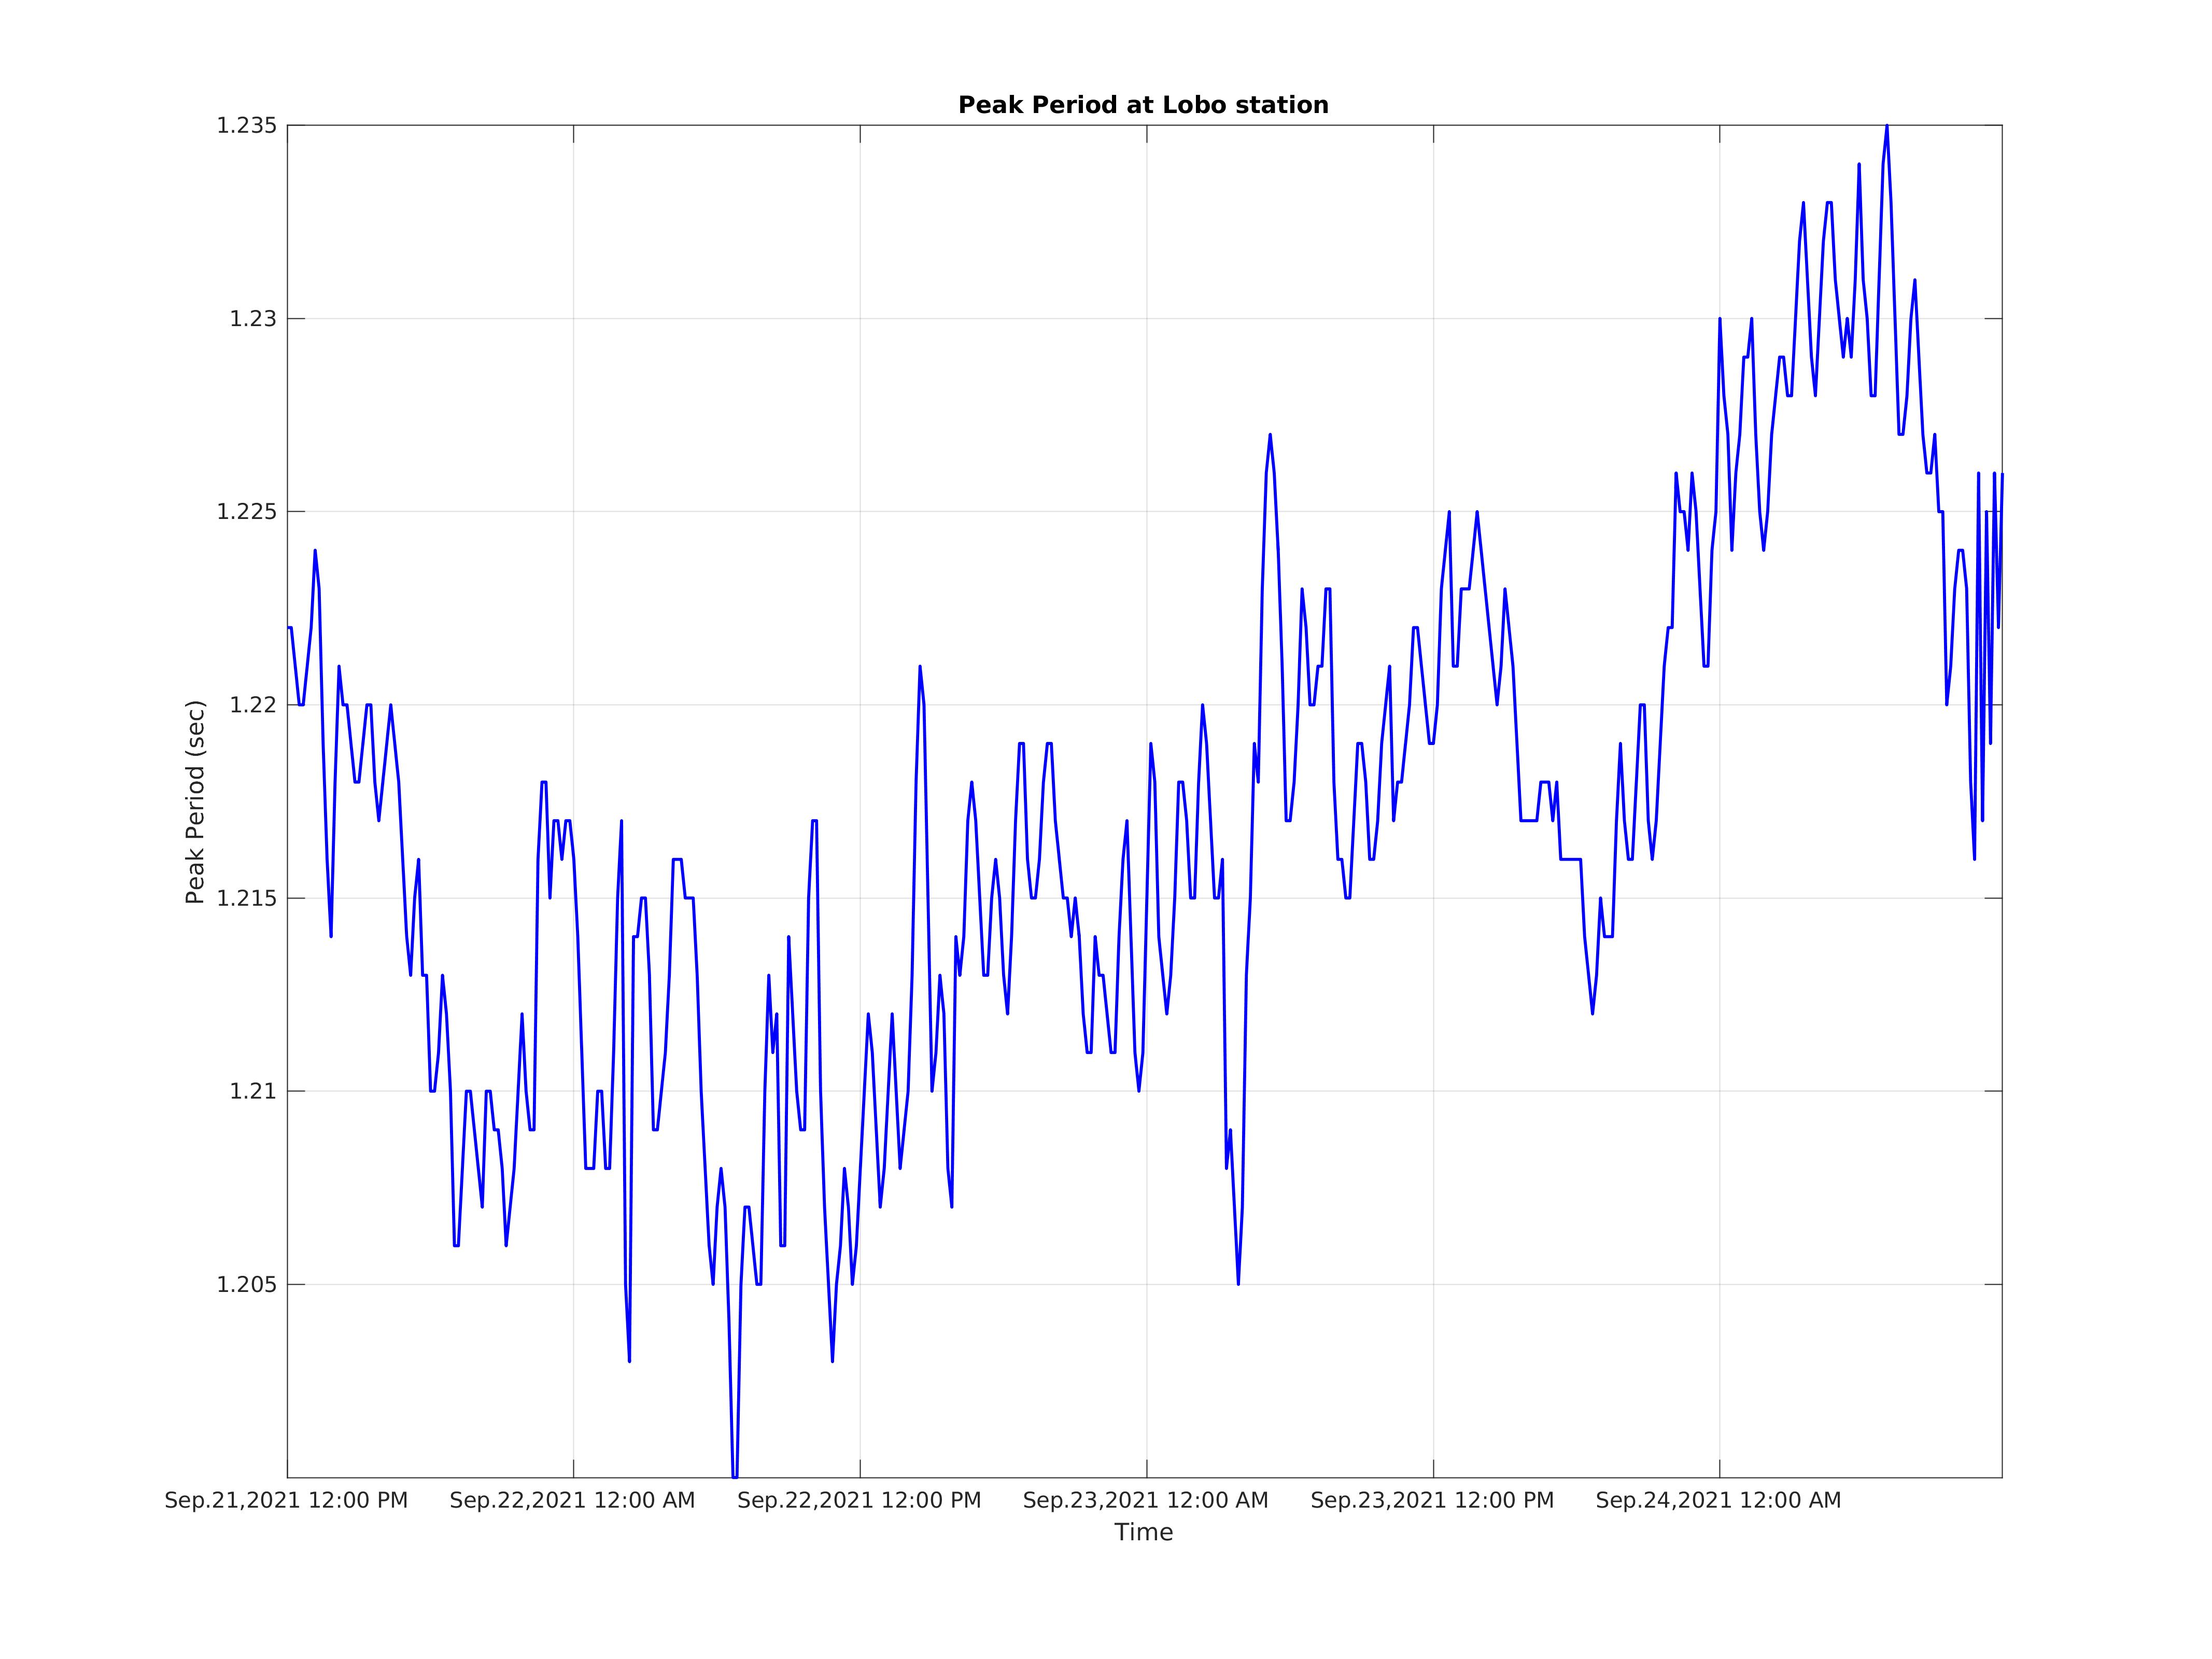 Peak Period at Lobo station
1.235
1.23
1.225
1.22
1.215
1.21
1.205
Peak Period (sec)
Sep.21,2021 12:00 PM
Sep.22,2021 12:00 AM
Sep.22,2021 12:00 PM
Sep.23,2021 12:00 AM
Sep.23,2021 12:00 PM
Sep.24,2021 12:00 AM
Time